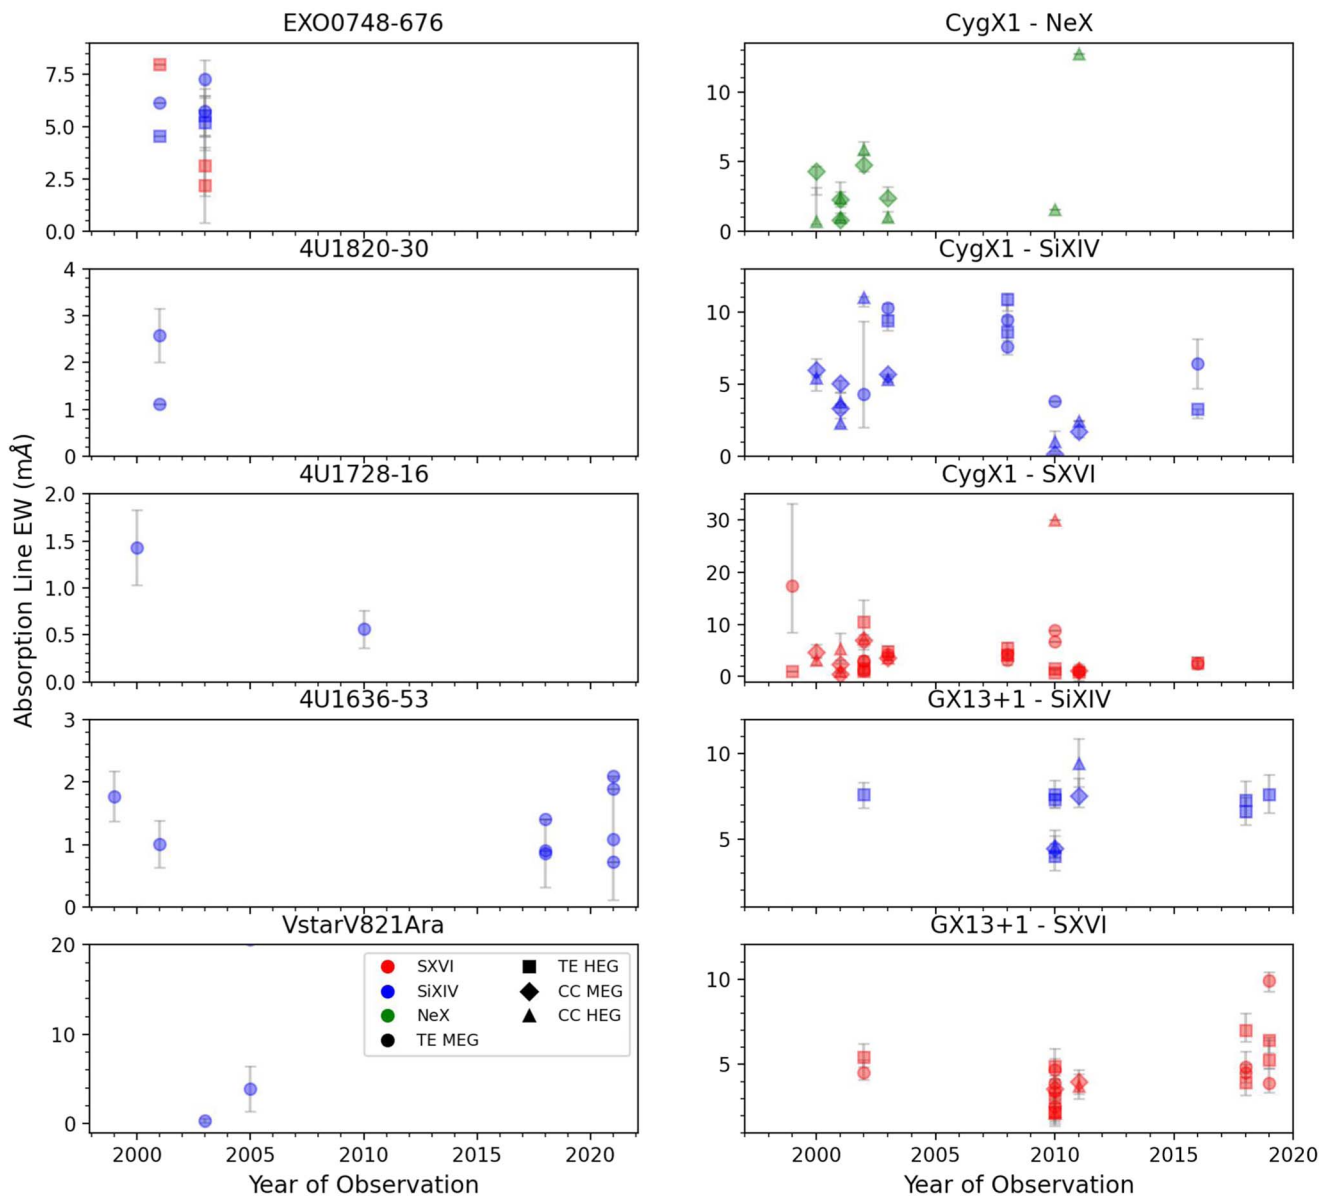 EXO0748-676
7.5
5.0
2.5
0.0
4U1820-30
4
3
2
1
0
4U1728-16
2.0
1.5
1.0
0.5
0.0
4U1636-53
3
2
1
0
VstarV821Ara
20
10
0
SXVI
SiXIV
NeX
TE MEG
TE HEG
CC MEG
CC HEG
2000 2005 2010 2015 2020
Year of Observation
Absorption Line EW (mÅ)
CygX1 - NeX
10
5
0
CygX1 - SiXIV
10
5
0
CygX1 - SXVI
30
20
10
0
GX13+1 - SiXIV
10
5
GX13+1 - SXVI
10
5
2000 2005 2010 2015 2020
Year of Observation